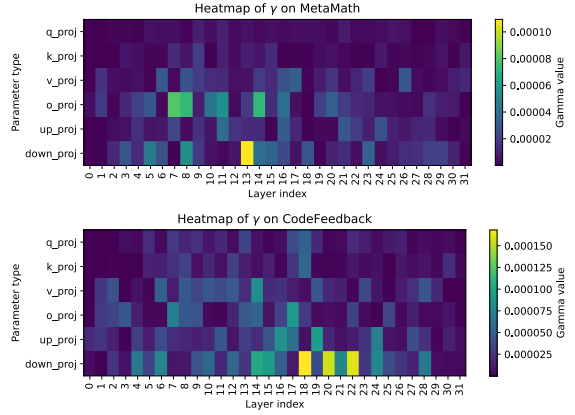 Heatmap of γ on MetaMath
Parameter type
q_proj
k_proj
v_proj
o_proj
up_proj
down_proj
0 1 2 3 4 5 6 7 8 9 10 11 12 13 14 15 16 17 18 19 20 21 22 23 24 25 26 27 28 29 30 31
Layer index
0.00010
0.00008
0.00006
0.00004
0.00002
Gamma value
Heatmap of γ on CodeFeedback
Parameter type
q_proj
k_proj
v_proj
o_proj
up_proj
down_proj
0 1 2 3 4 5 6 7 8 9 10 11 12 13 14 15 16 17 18 19 20 21 22 23 24 25 26 27 28 29 30 31
Layer index
0.000150
0.000125
0.000100
0.000075
0.000050
0.000025
Gamma value